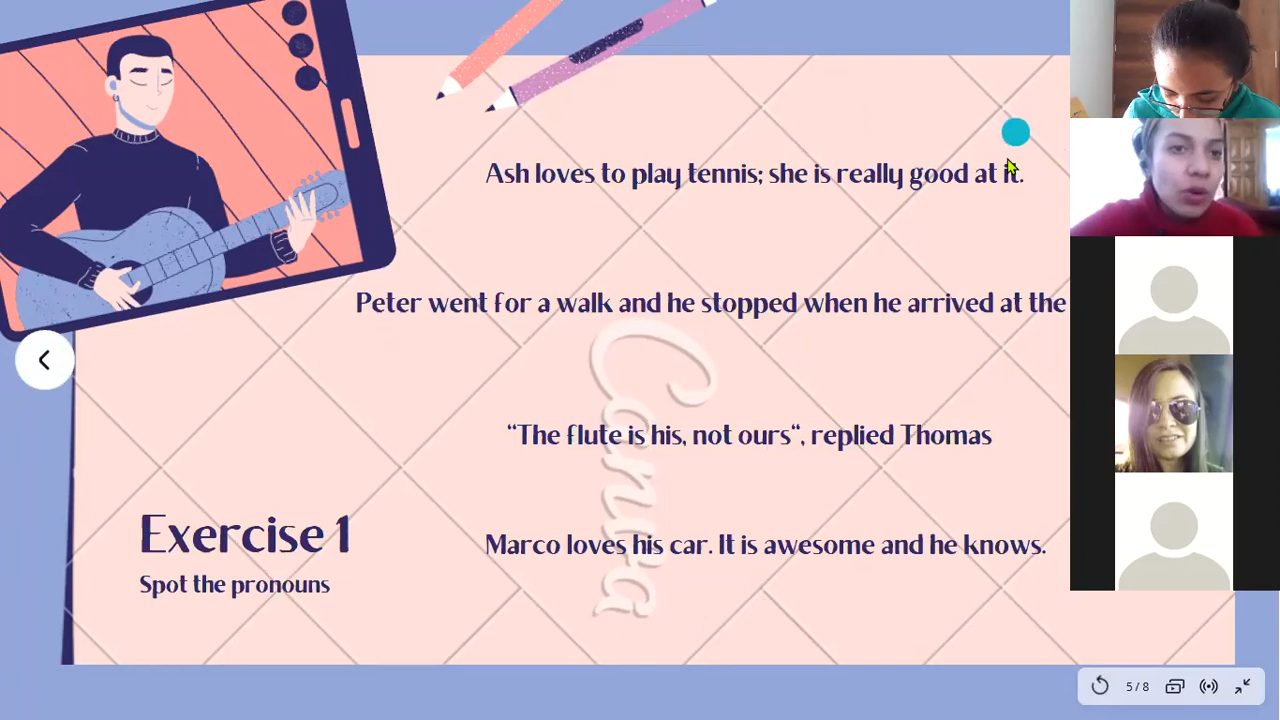 Ash loves to play tennis; she is really good at it.
Peter went for a walk and he stopped when he arrived at the
“The flute is his, not ours“, replied Thomas
Exercise 1
Marco loves his car. It is awesome and he knows.
Spot the pronouns
Canva
5 / 8